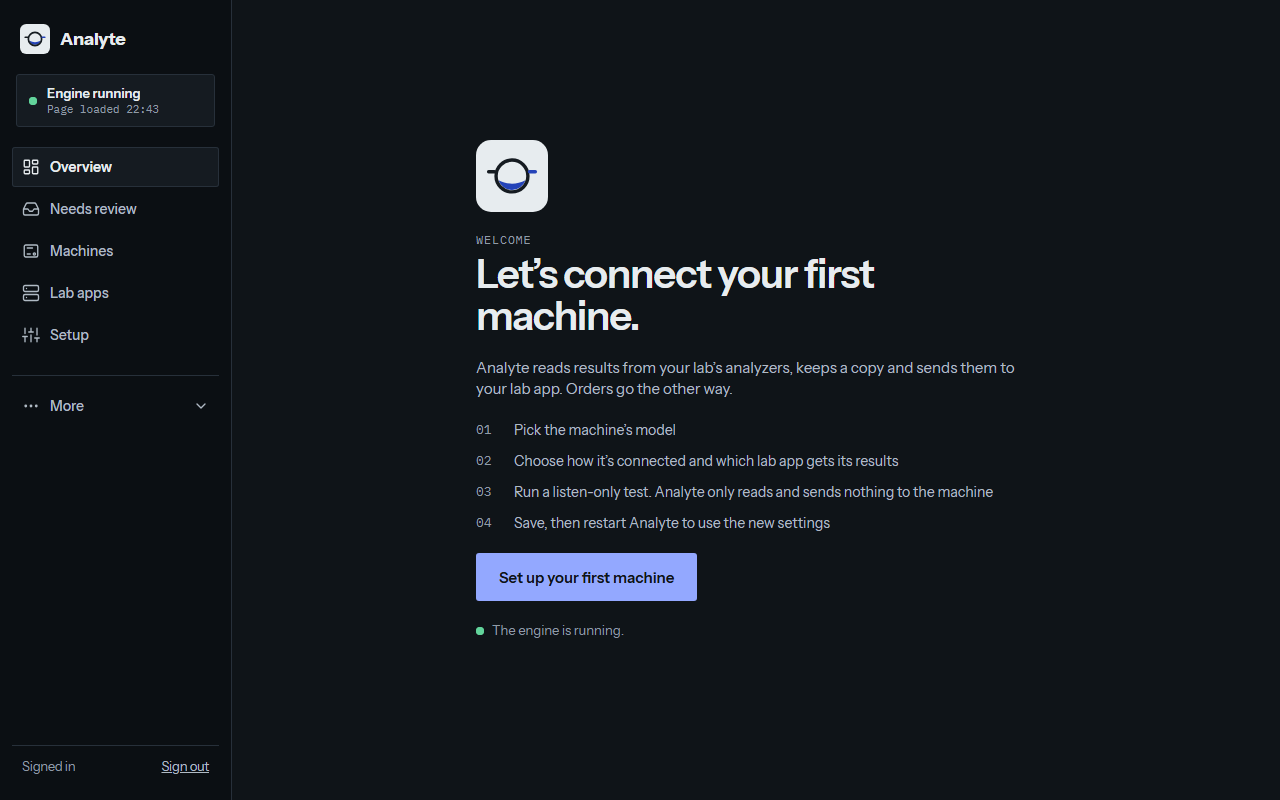 Analyte
Engine running
Page loaded 22:43
Overview
Needs review
Machines
Lab apps
Setup
More
Signed in
Sign out
WELCOME
Let’s connect your first
machine.
Analyte reads results from your lab’s analyzers, keeps a copy and sends them to
your lab app. Orders go the other way.
01 Pick the machine’s model
02 Choose how it’s connected and which lab app gets its results
03 Run a listen-only test. Analyte only reads and sends nothing to the machine
04 Save, then restart Analyte to use the new settings
Set up your first machine
The engine is running.